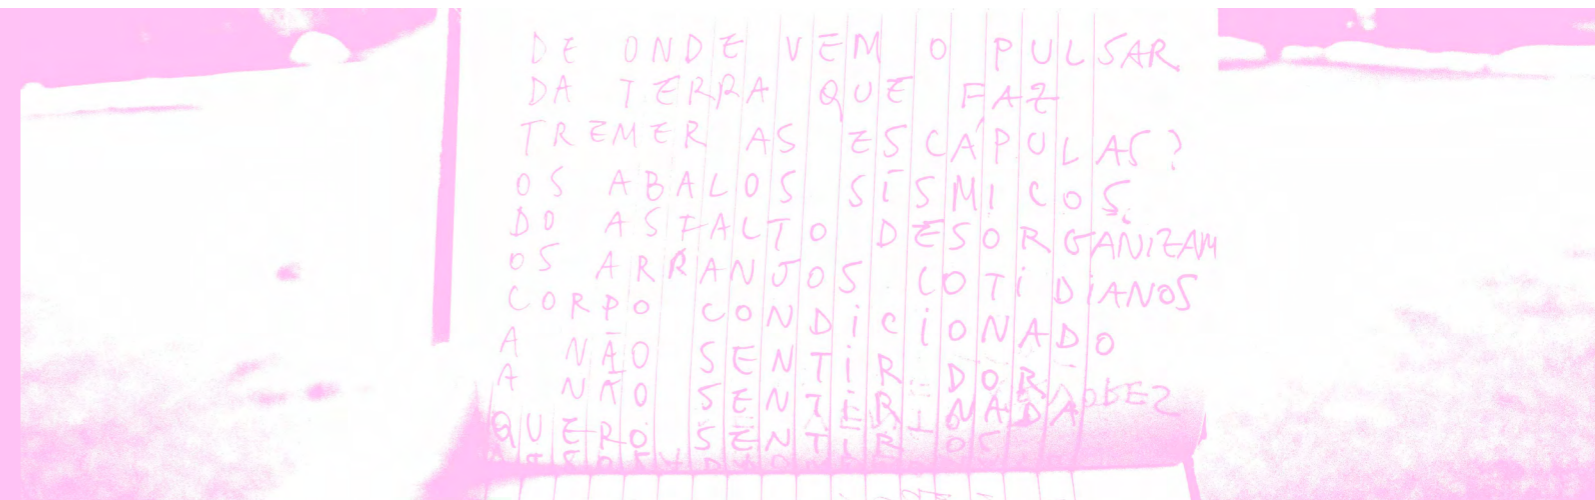 DE ONDE VEM O PULSAR
DA TERRA QUE FAZ
TREMER AS ESCÁPULAS?
OS ABALOS SÍSMICOS
DO ASFALTO DESORGANIZAM
OS ARRANJOS COTIDIANOS
CORPO CONDICIONADO
A NÃO SENTIR DOR
A NÃO SENTIR NADA
QUERO SENTIR OS